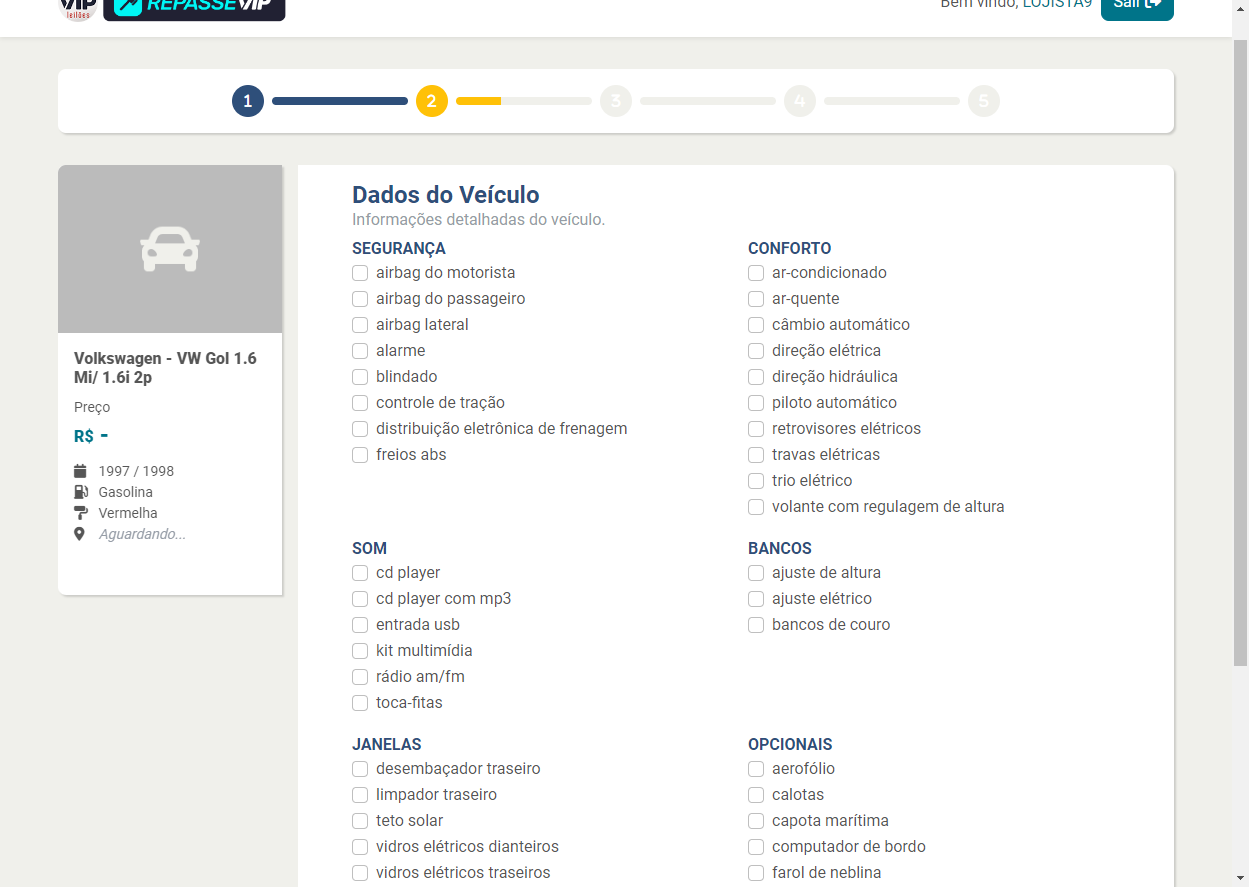 VIP
leilões
REPASSEVIP
Bem vindo, LOJISTA9
Sair
1
2
3
4
5
Volkswagen - VW Gol 1.6
Mi/ 1.6i 2p
Preço
R$ -
1997 / 1998
Gasolina
Vermelha
Aguardando...
Dados do Veículo
Informações detalhadas do veículo.
SEGURANÇA
airbag do motorista
airbag do passageiro
airbag lateral
alarme
blindado
controle de tração
distribuição eletrônica de frenagem
freios abs
CONFORTO
ar-condicionado
ar-quente
câmbio automático
direção elétrica
direção hidráulica
piloto automático
retrovisores elétricos
travas elétricas
trio elétrico
volante com regulagem de altura
SOM
cd player
cd player com mp3
entrada usb
kit multimídia
rádio am/fm
toca-fitas
BANCOS
ajuste de altura
ajuste elétrico
bancos de couro
JANELAS
desembaçador traseiro
limpador traseiro
teto solar
vidros elétricos dianteiros
vidros elétricos traseiros
OPCIONAIS
aerofólio
calotas
capota marítima
computador de bordo
farol de neblina